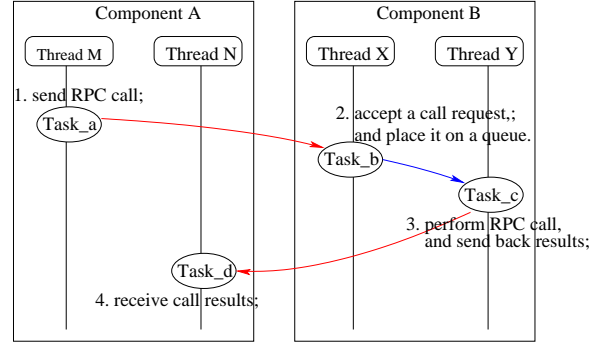 Component A
Component B
Thread M
Thread N
Thread X
Thread Y
1. send RPC call;
Task_a
2. accept a call request,;
and place it on a queue.
Task_b
Task_c
3. perform RPC call,
and send back results;
Task_d
4. receive call results;